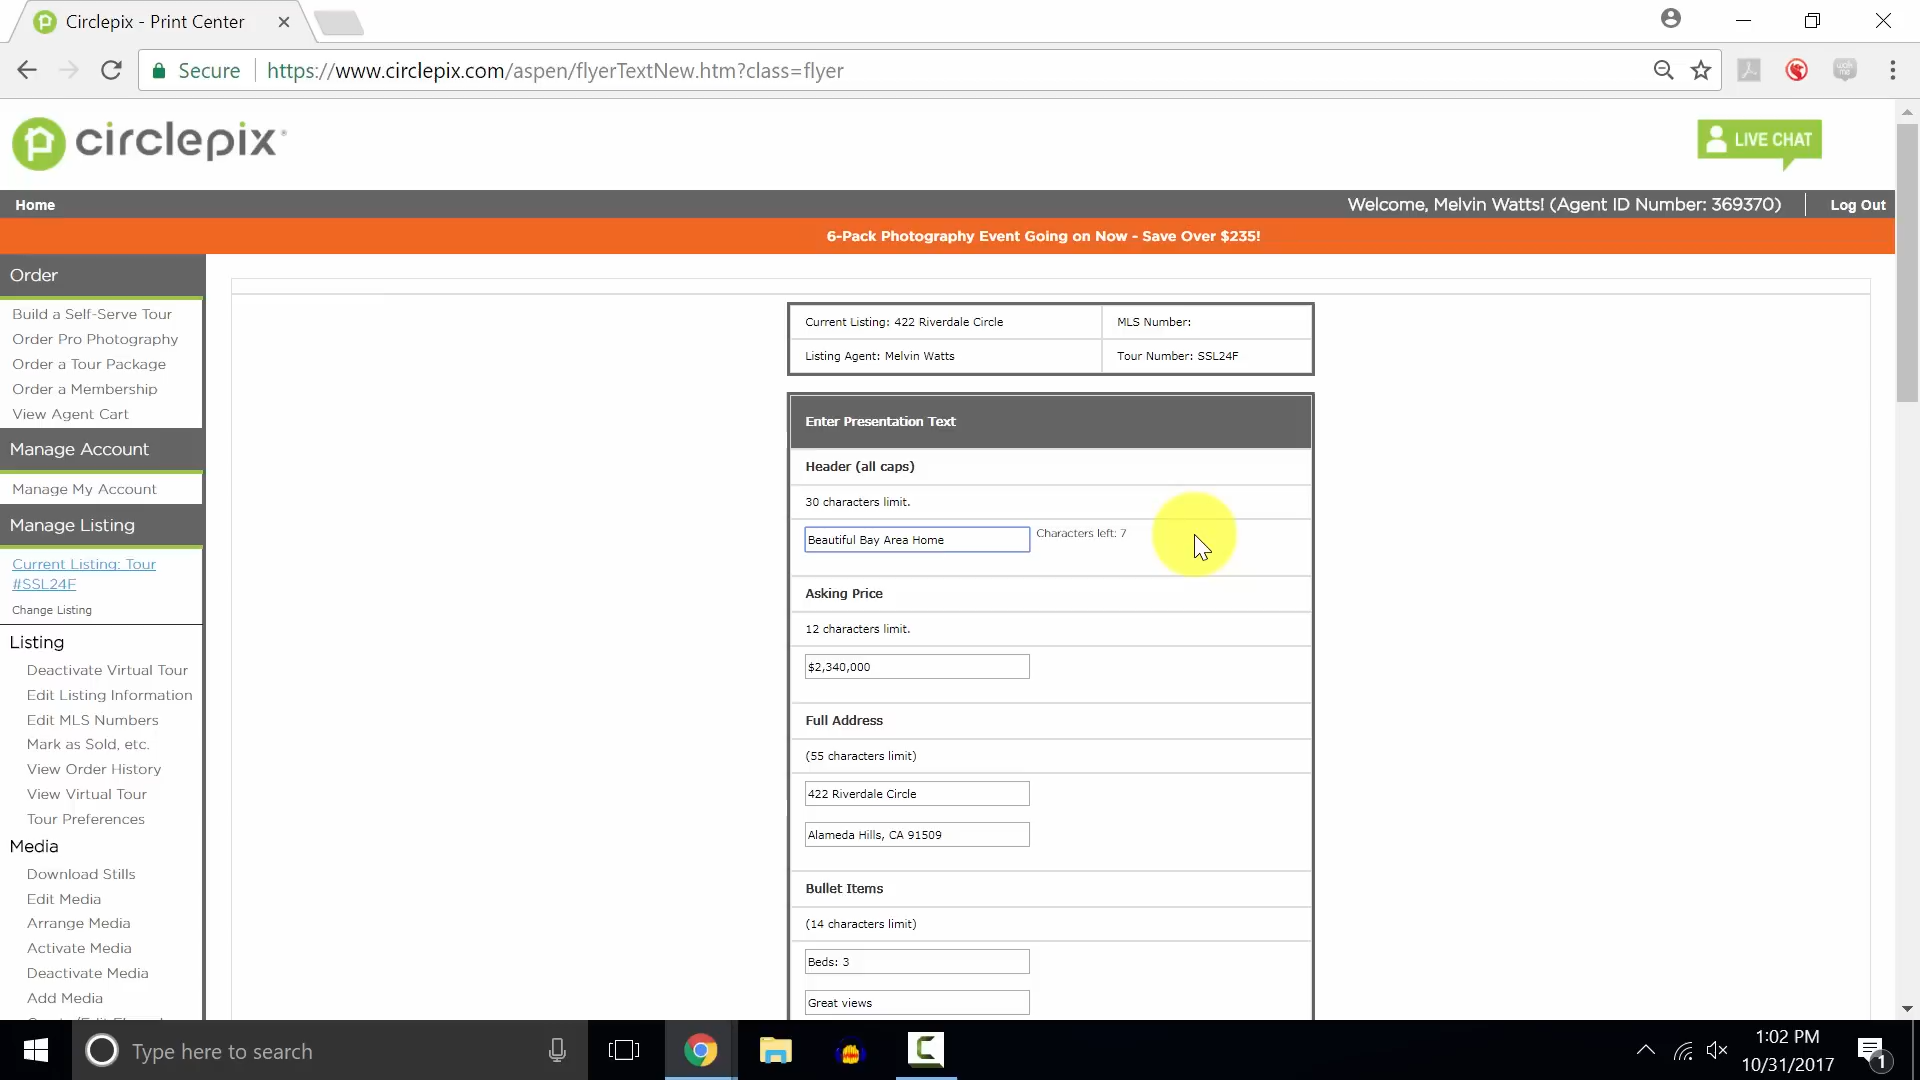 Circlepix - Print Center
Secure
https://www.circlepix.com/aspen/flyerTextNew.htm?class=flyer
circlepix
LIVE CHAT
Home
Welcome, Melvin Watts! (Agent ID Number: 369370)
Log Out
6-Pack Photography Event Going on Now - Save Over $235!
Order
Build a Self-Serve Tour
Order Pro Photography
Order a Tour Package
Order a Membership
View Agent Cart
Manage Account
Manage My Account
Manage Listing
Current Listing: Tour
#SSL24F
Change Listing
Listing
Deactivate Virtual Tour
Edit Listing Information
Edit MLS Numbers
Mark as Sold, etc.
View Order History
View Virtual Tour
Tour Preferences
Media
Download Stills
Edit Media
Arrange Media
Activate Media
Deactivate Media
Add Media
Current Listing: 422 Riverdale Circle
MLS Number:
Listing Agent: Melvin Watts
Tour Number: SSL24F
Enter Presentation Text
Header (all caps)
30 characters limit.
Beautiful Bay Area Home
Characters left: 7
Asking Price
12 characters limit.
$2,340,000
Full Address
(55 characters limit)
422 Riverdale Circle
Alameda Hills, CA 91509
Bullet Items
(14 characters limit)
Beds: 3
Great views
Type here to search
1:02 PM
10/31/2017
1